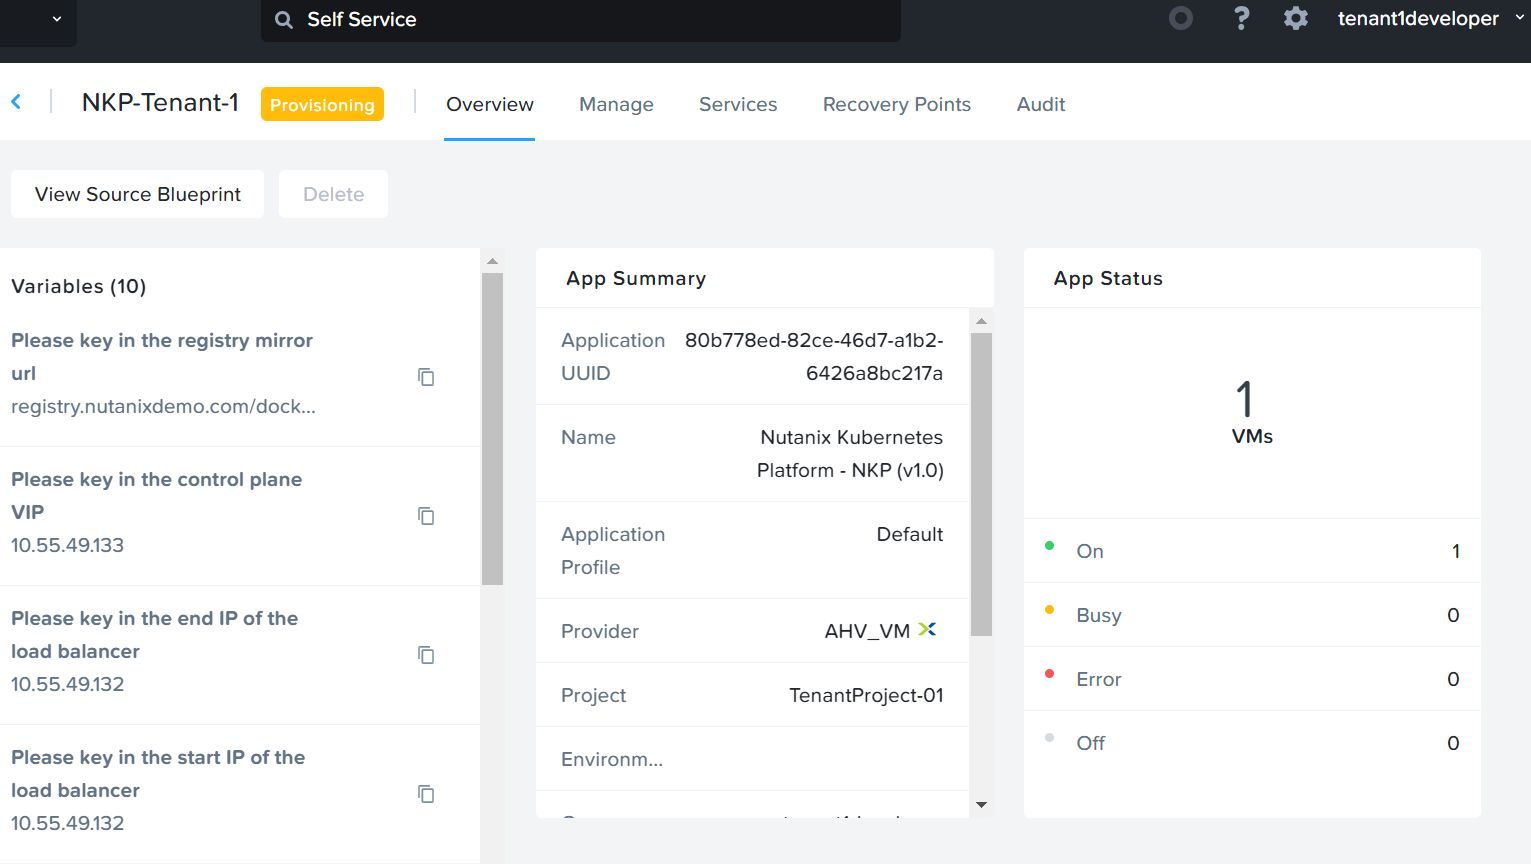 Self Service
?
tenant1developer
NKP-Tenant-1
Provisioning
Overview
Manage
Services
Recovery Points
Audit
View Source Blueprint
Delete
Variables (10)
Please key in the registry mirror
url
registry.nutanixdemo.com/dock...
Please key in the control plane
VIP
10.55.49.133
Please key in the end IP of the
load balancer
10.55.49.132
Please key in the start IP of the
load balancer
10.55.49.132
App Summary
Application 80b778ed-82ce-46d7-a1b2-
UUID 6426a8bc217a
Name Nutanix Kubernetes
Platform - NKP (v1.0)
Application Default
Profile
Provider AHV_VM
Project TenantProject-01
Environm...
App Status
1
VMs
On 1
Busy 0
Error 0
Off 0